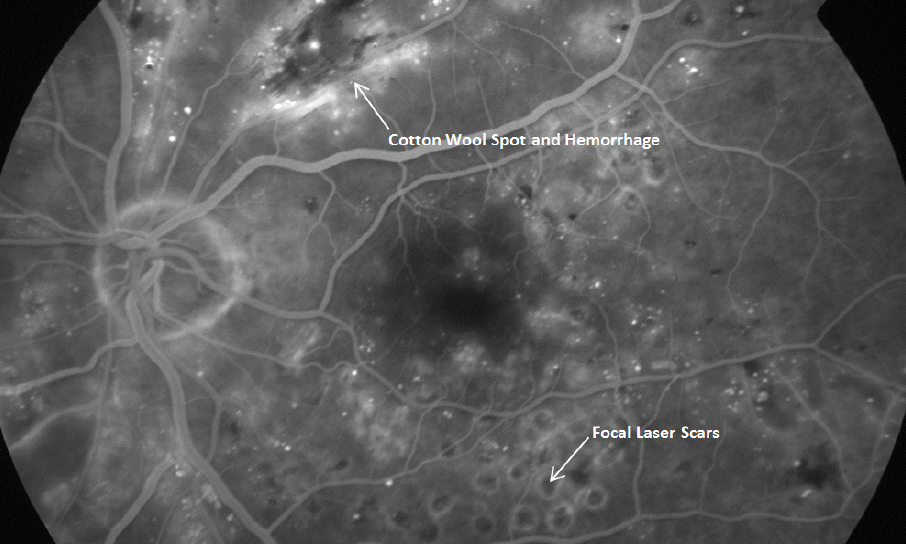 Cotton Wool Spot and Hemorrhage
Focal Laser Scars